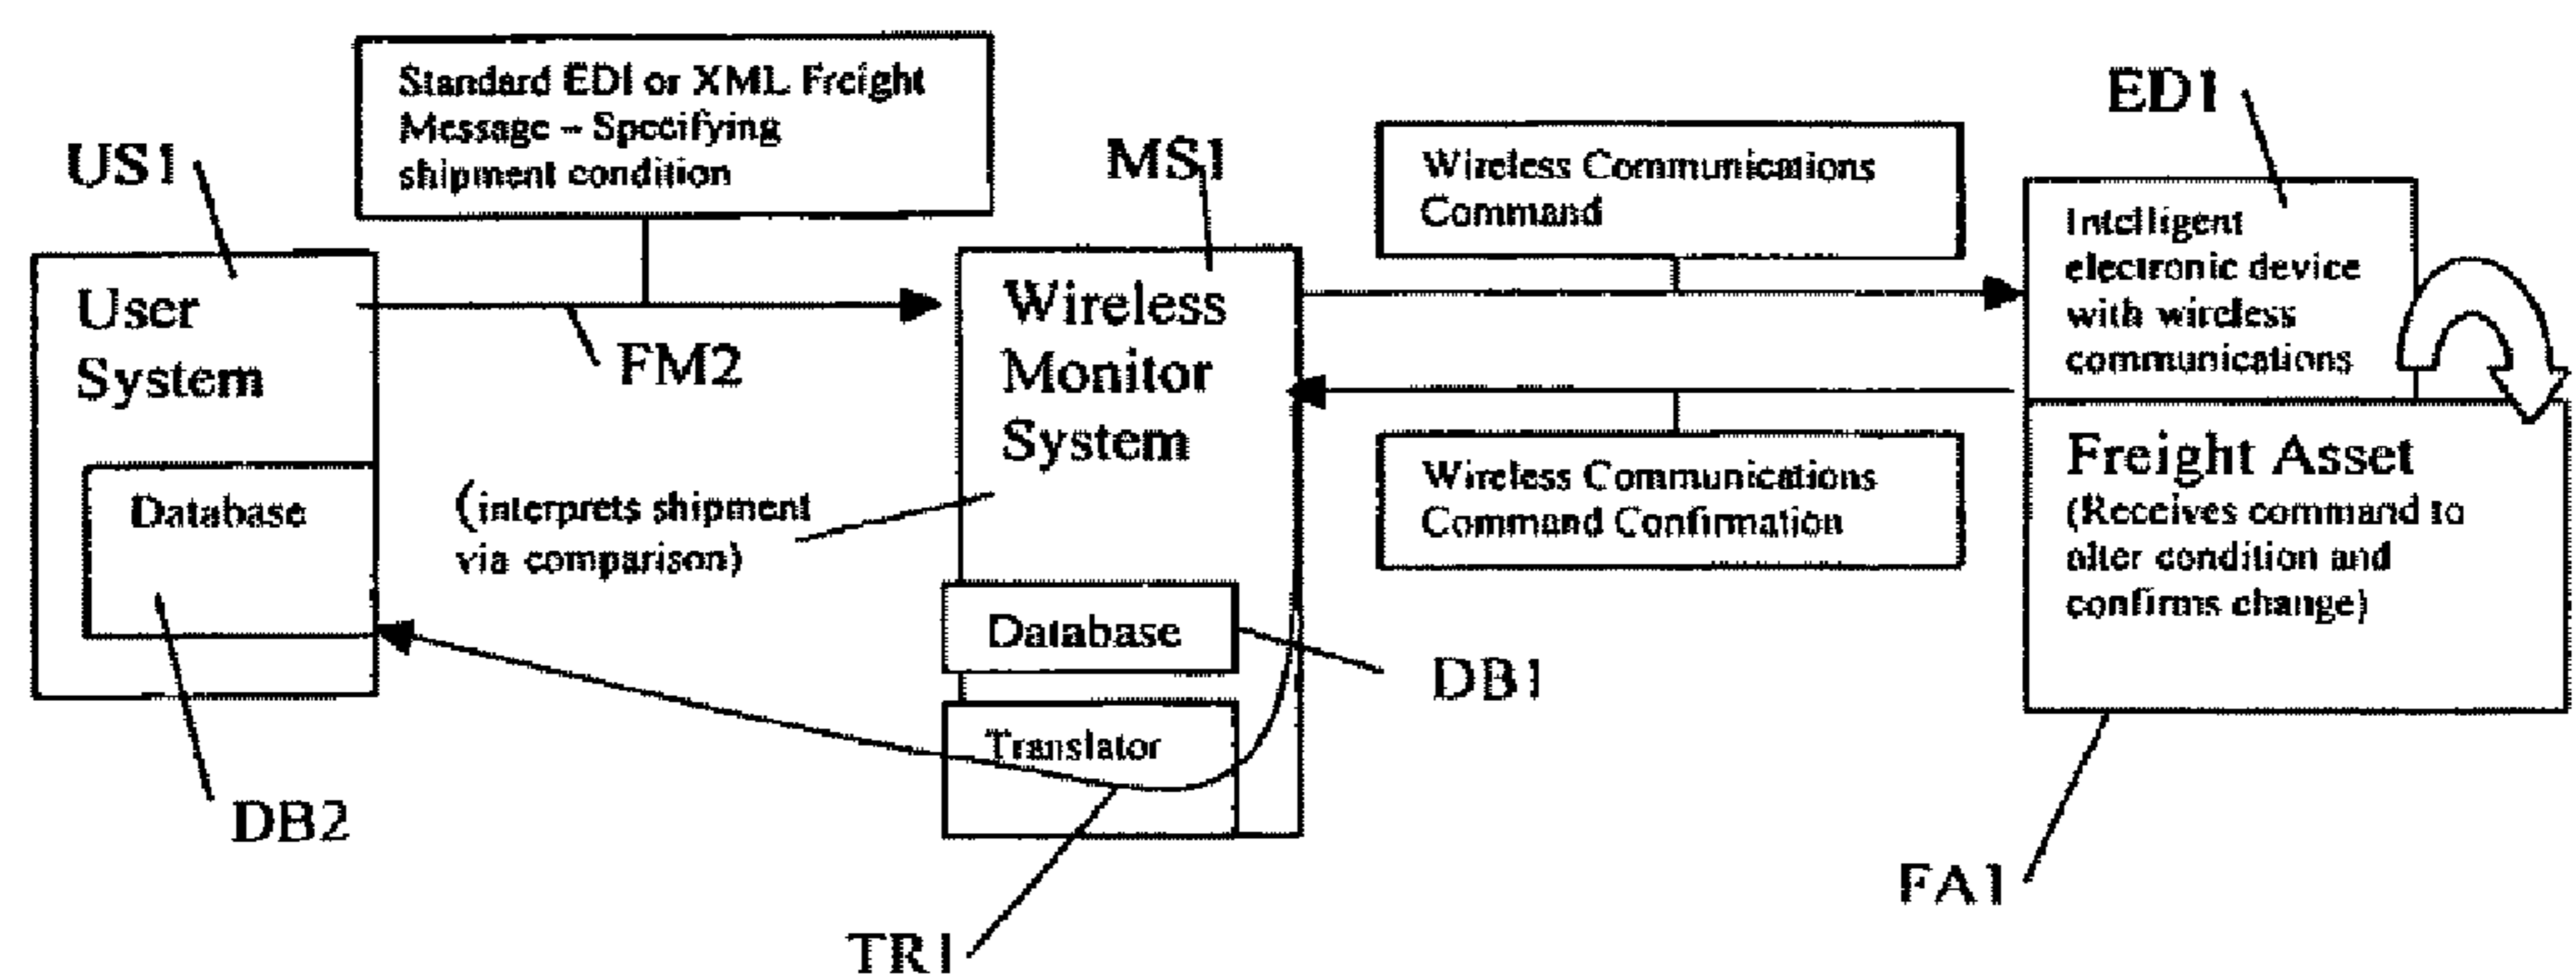 Standard EDI or XML Freight
Message – Specifying
shipment condition
US1
User
System
Database
DB2
FM2
(interprets shipment
via comparison)
MS1
Wireless
Monitor
System
Database
DB1
Translator
TR1
Wireless Communications
Command
Wireless Communications
Command Confirmation
ED1
Intelligent
electronic device
with wireless
communications
Freight Asset
(Receives command to
alter condition and
confirms change)
FA1